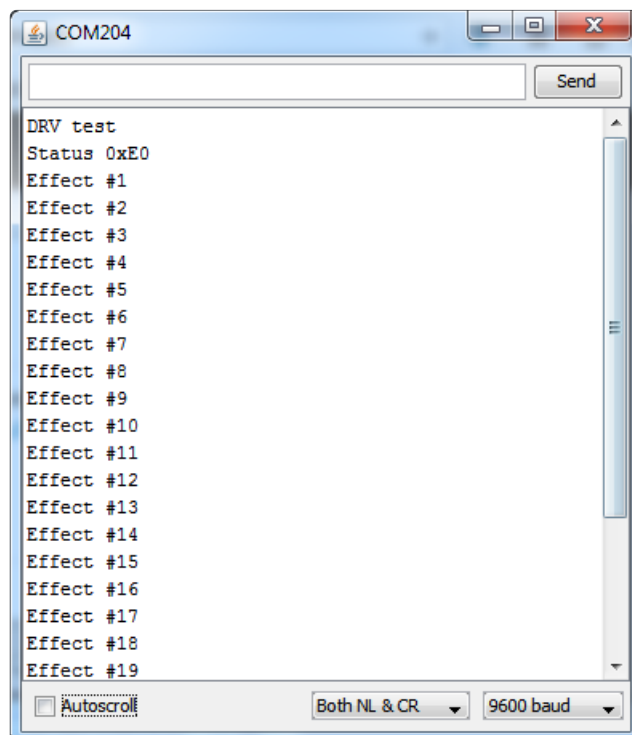 COM204
Send
DRV test
Status 0xE0
Effect #1
Effect #2
Effect #3
Effect #4
Effect #5
Effect #6
Effect #7
Effect #8
Effect #9
Effect #10
Effect #11
Effect #12
Effect #13
Effect #14
Effect #15
Effect #16
Effect #17
Effect #18
Effect #19
Autoscroll Both NL & CR 9600 baud